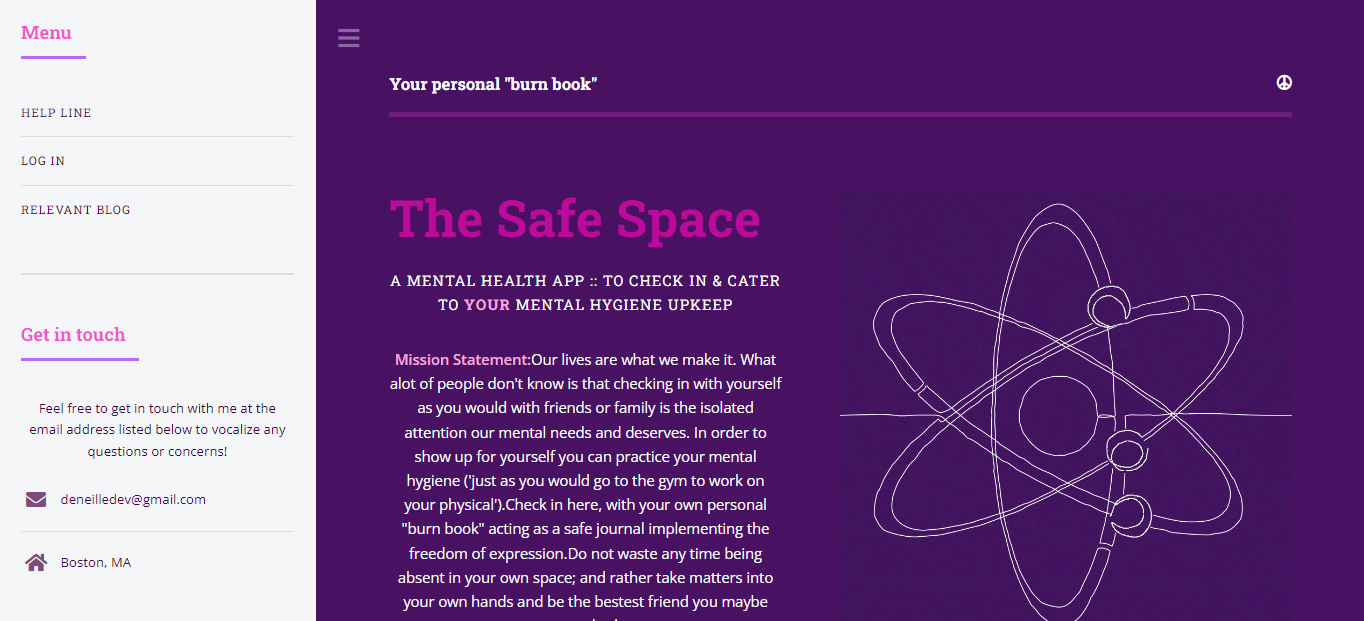 Menu
HELP LINE
LOG IN
RELEVANT BLOG
Get in touch
Feel free to get in touch with me at the
email address listed below to vocalize any
questions or concerns!
deneilledev@gmail.com
Boston, MA
Your personal "burn book"
The Safe Space
A MENTAL HEALTH APP :: TO CHECK IN & CATER
TO YOUR MENTAL HYGIENE UPKEEP
Mission Statement:Our lives are what we make it. What
alot of people don't know is that checking in with yourself
as you would with friends or family is the isolated
attention our mental needs and deserves. In order to
show up for yourself you can practice your mental
hygiene ('just as you would go to the gym to work on
your physical').Check in here, with your own personal
"burn book" acting as a safe journal implementing the
freedom of expression.Do not waste any time being
absent in your own space; and rather take matters into
your own hands and be the bestest friend you maybe